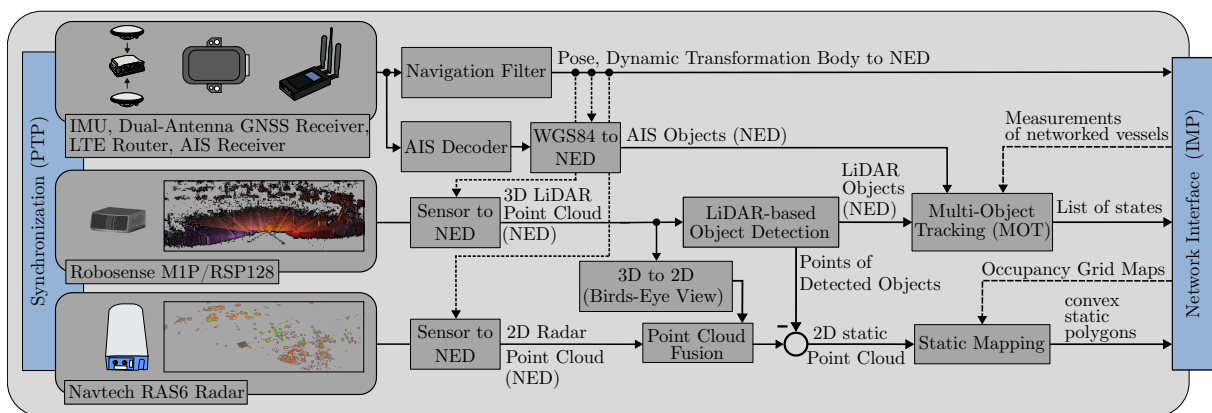 Synchronization (PTP)
IMU, Dual-Antenna GNSS Receiver,
LTE Router, AIS Receiver
Robosense M1P/RSP128
Navtech RAS6 Radar
Navigation Filter
Pose, Dynamic Transformation Body to NED
AIS Decoder
WGS84 to
NED
AIS Objects (NED)
Measurements
of networked vessels
Sensor to
NED
3D LiDAR
Point Cloud
(NED)
LiDAR-based
Object Detection
LiDAR
Objects
(NED)
Multi-Object
Tracking (MOT)
List of states
3D to 2D
(Birds-Eye View)
Points of
Detected Objects
Occupancy Grid Maps
Sensor to
NED
2D Radar
Point Cloud
(NED)
Point Cloud
Fusion
2D static
Point Cloud
Static Mapping
convex
static
polygons
Network Interface (IMP)